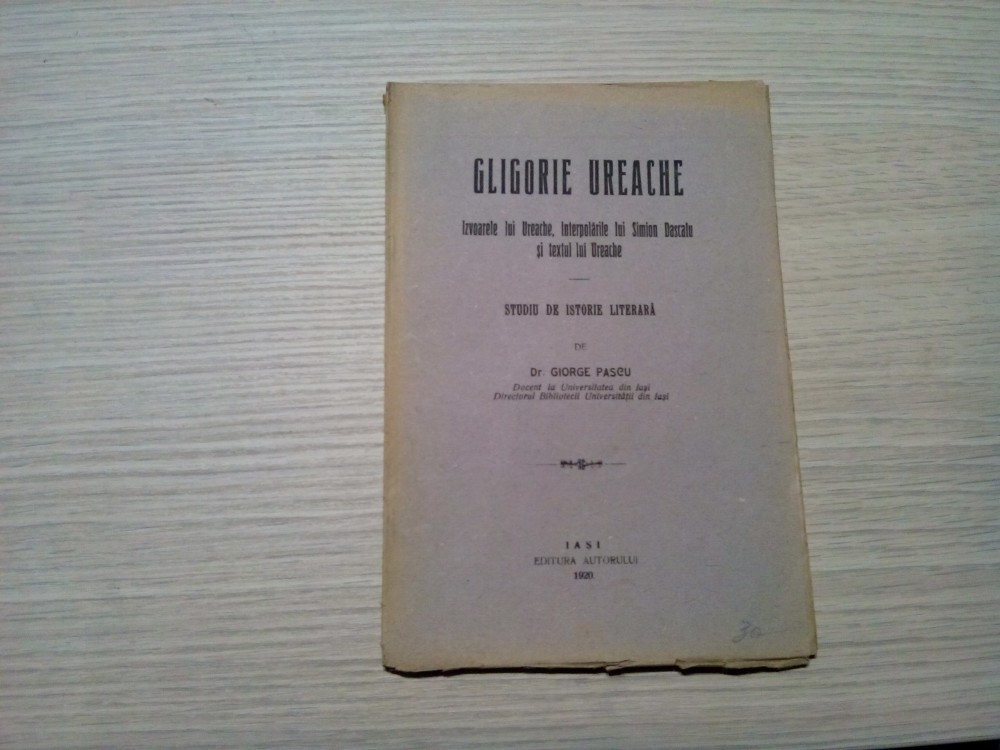 GLIGORIE UREACHE
Izvoarele lui Ureache, Interpolările lui Simion Dascalu
și textul lui Ureache
STUDIU DE ISTORIE LITERARĂ
DE
Dr. GIORGE PASCU
Docent la Universitatea din Iași
Directorul Bibliotecii Universității din Iași
IAȘI
EDITURA AUTORULUI
1920